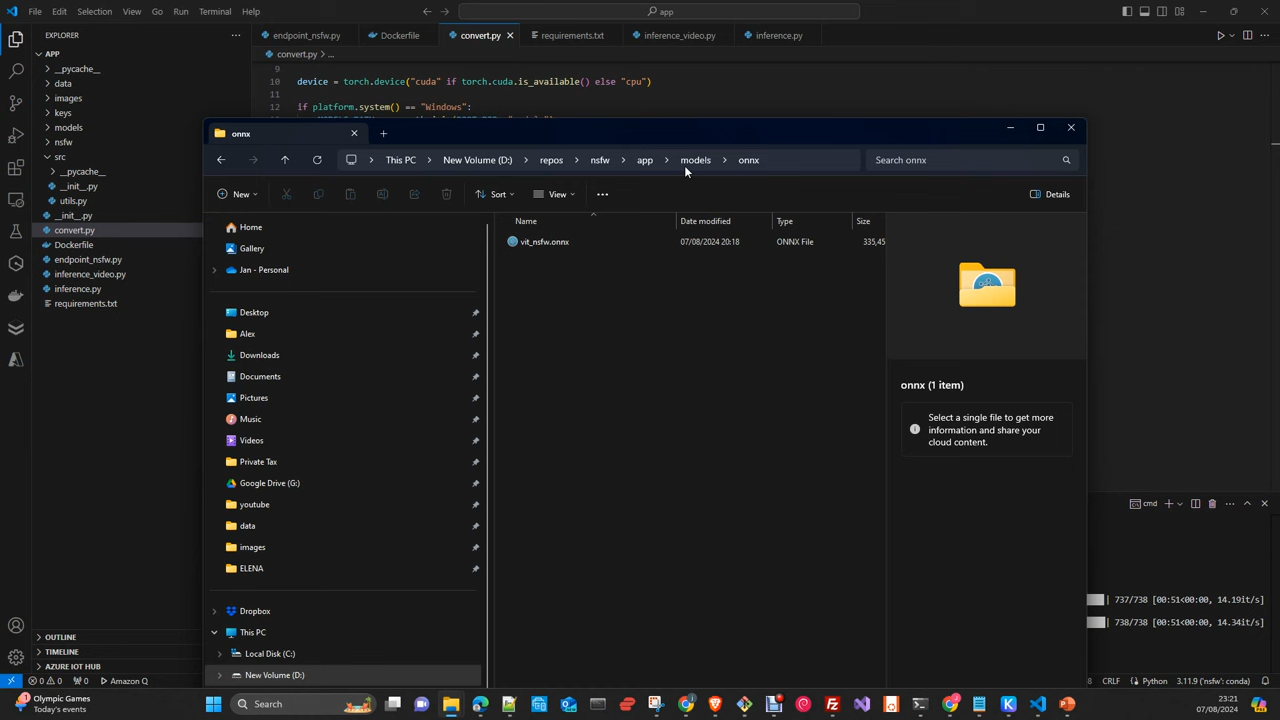 File Edit Selection View Go Run Terminal Help
app
EXPLORER
APP
__pycache__
data
images
keys
models
nsfw
src
__pycache__
__init__.py
utils.py
__init__.py
convert.py
Dockerfile
endpoint_nsfw.py
inference_video.py
inference.py
requirements.txt
OUTLINE
TIMELINE
AZURE IOT HUB
endpoint_nsfw.py Dockerfile convert.py requirements.txt inference_video.py inference.py
convert.py > ...
9
10 device = torch.device("cuda" if torch.cuda.is_available() else "cpu")
11
12 if platform.system() == "Windows":
onnx
This PC > New Volume (D:) > repos > nsfw > app > models > onnx
Search onnx
New Sort View ... Details
Home
Gallery
Jan - Personal
Desktop
Alex
Downloads
Documents
Pictures
Music
Videos
Private Tax
Google Drive (G:)
youtube
data
images
ELENA
Dropbox
This PC
Local Disk (C:)
New Volume (D:)
Name Date modified Type Size
vit_nsfw.onnx 07/08/2024 20:18 ONNX File 335,45
onnx (1 item)
Select a single file to get more
information and share your
cloud content.
cmd
| 737/738 [00:51<00:00, 14.19it/s]
| 738/738 [00:51<00:00, 14.34it/s]
0 0 0 Amazon Q
CRLF Python 3.11.9 ('nsfw': conda)
Olympic Games
Today's events
Search
23:21
07/08/2024